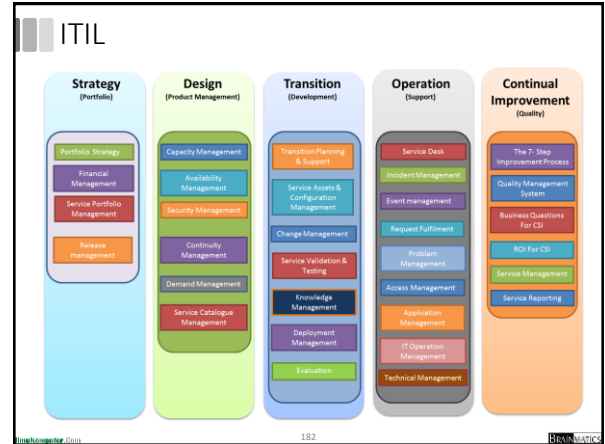 ITIL
Strategy
(Portfolio)
Portfolio Strategy
Financial
Management
Service Portfolio
Management
Release
management
Design
(Product Management)
Capacity Management
Availability
Management
Security Management
Continuity
Management
Demand Management
Service Catalogue
Management
Transition
(Development)
Transition Planning
& Support
Service Assets &
Configuration
Management
Change Management
Service Validation &
Testing
Knowledge
Management
Deployment
Management
Evaluation
Operation
(Support)
Service Desk
Incident Management
Event management
Request Fulfilment
Problem
Management
Access Management
Application
Management
IT Operation
Management
Technical Management
Continual
Improvement
(Quality)
The 7- Step
Improvement Process
Quality Management
System
Business Questions
For CSI
ROI For CSI
Service Management
Service Reporting
IlmuKomputer.Com
182
BRAINMATICS